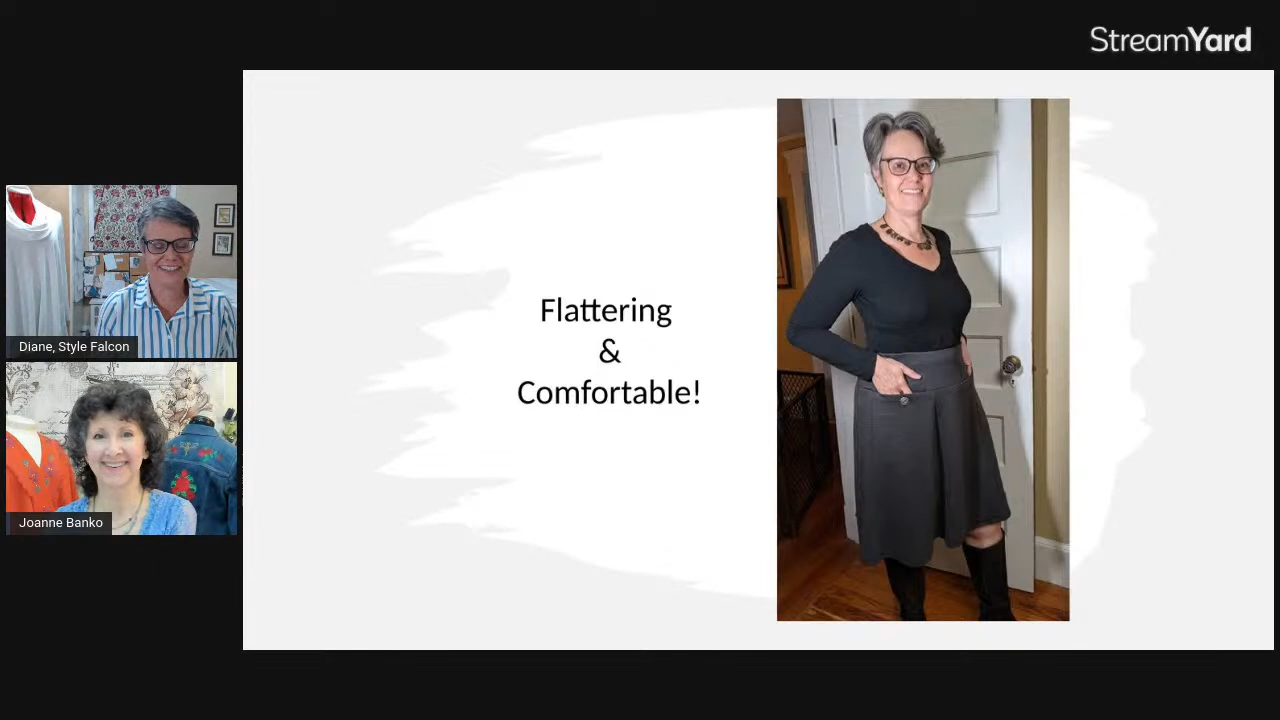 StreamYard
Flattering
&
Comfortable!
Diane, Style Falcon
Joanne Banko